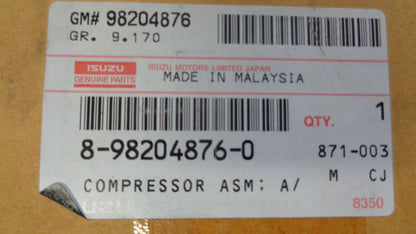 GM# 98204876
GR. 9.170
ISUZU
GENUINE PARTS
ISUZU MOTORS LIMITED JAPAN
MADE IN MALAYSIA
QTY. 1
8-98204876-0
871-003
COMPRESSOR ASM: A/ M CJ
8350